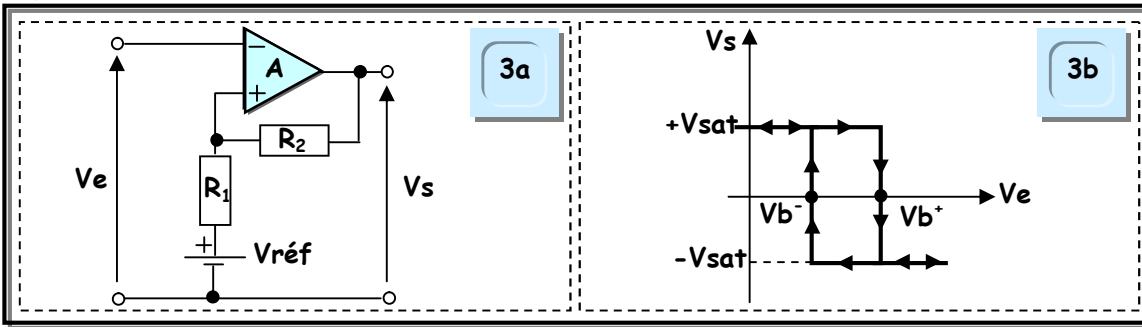 3a
−
A
+
R₂
Ve
R₁
Vs
+
Vréf
3b
Vs
+Vsat
Ve
Vb⁻
Vb⁺
-Vsat